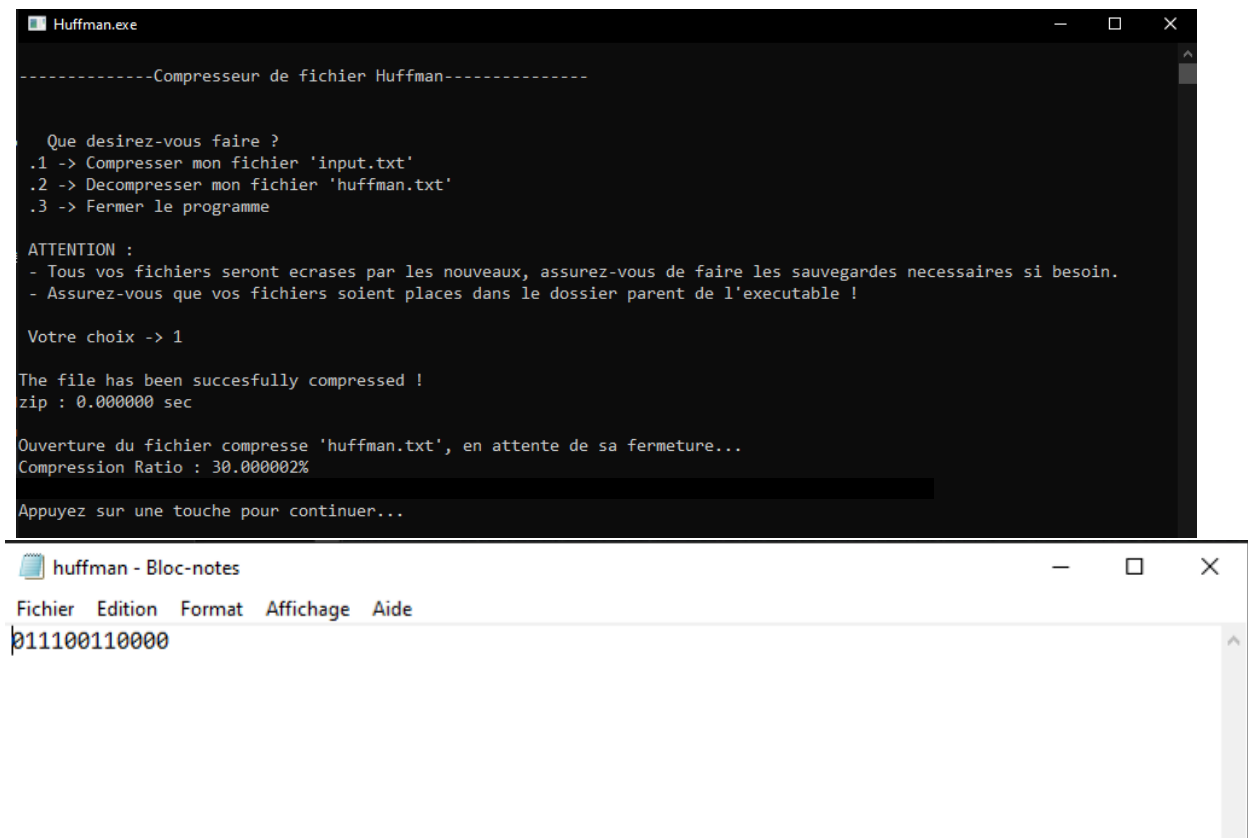 Huffman.exe
--------------Compresseur de fichier Huffman---------------
Que desirez-vous faire ?
.1 -> Compresser mon fichier 'input.txt'
.2 -> Decompresser mon fichier 'huffman.txt'
.3 -> Fermer le programme
ATTENTION :
- Tous vos fichiers seront ecrases par les nouveaux, assurez-vous de faire les sauvegardes necessaires si besoin.
- Assurez-vous que vos fichiers soient places dans le dossier parent de l'executable !
Votre choix -> 1
The file has been succesfully compressed !
zip : 0.000000 sec
Ouverture du fichier compresse 'huffman.txt', en attente de sa fermeture...
Compression Ratio : 30.000002%
Appuyez sur une touche pour continuer...
huffman - Bloc-notes
Fichier Edition Format Affichage Aide
011100110000